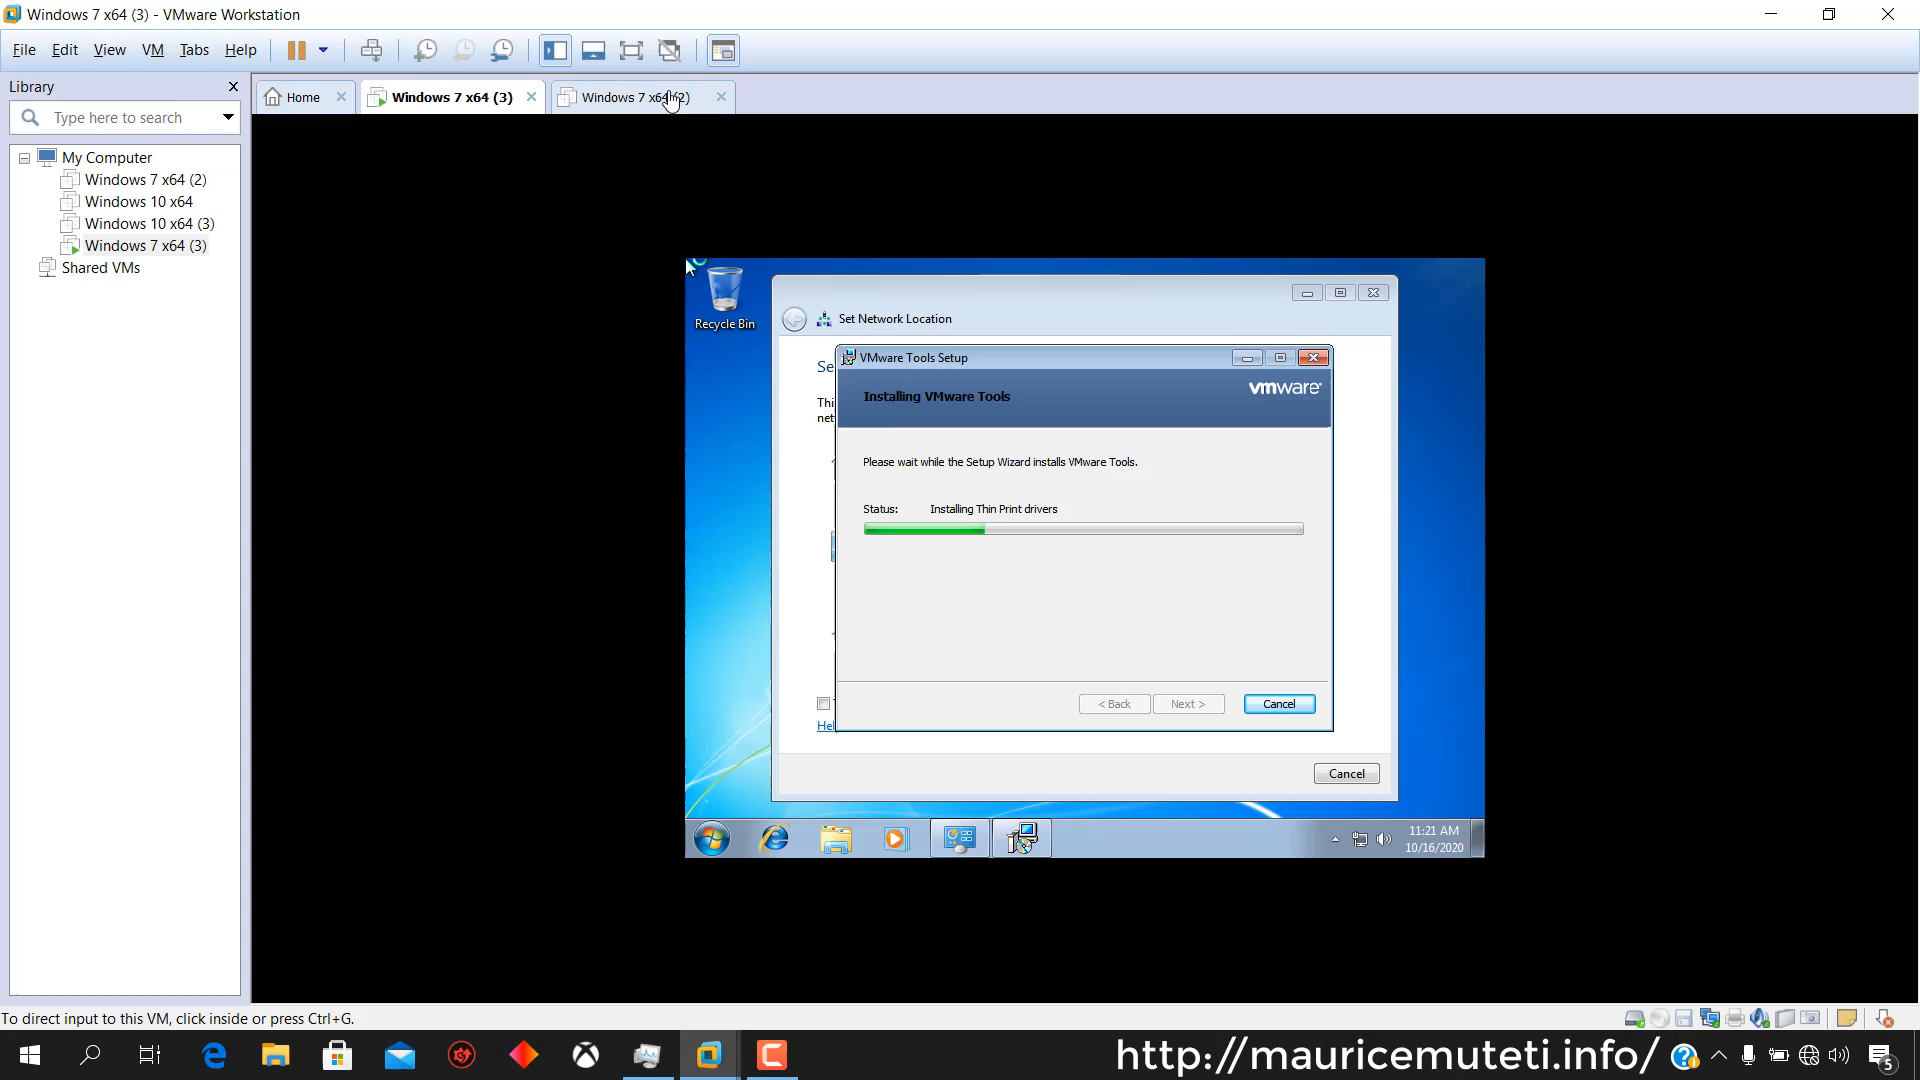 Windows 7 x64 (3) - VMware Workstation
File Edit View VM Tabs Help
Library
Home
Windows 7 x64 (3)
Windows 7 x64 (2)
Type here to search
My Computer
Windows 7 x64 (2)
Windows 10 x64
Windows 10 x64 (3)
Windows 7 x64 (3)
Shared VMs
Recycle Bin
Set Network Location
VMware Tools Setup
Installing VMware Tools
vmware
Please wait while the Setup Wizard installs VMware Tools.
Status: Installing Thin Print drivers
< Back Next > Cancel
Cancel
11:21 AM
10/16/2020
To direct input to this VM, click inside or press Ctrl+G.
http://mauricemuteti.info/
5